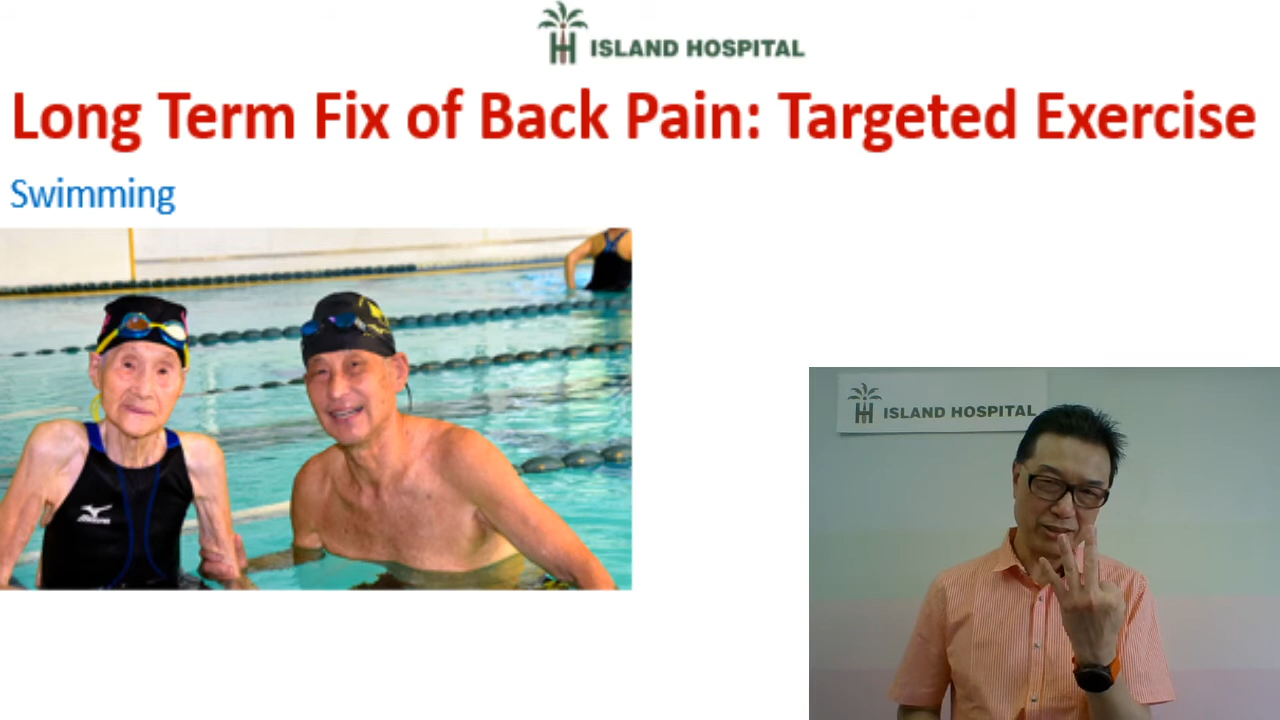 ISLAND HOSPITAL
Long Term Fix of Back Pain: Targeted Exercise
Swimming
ISLAND HOSPITAL